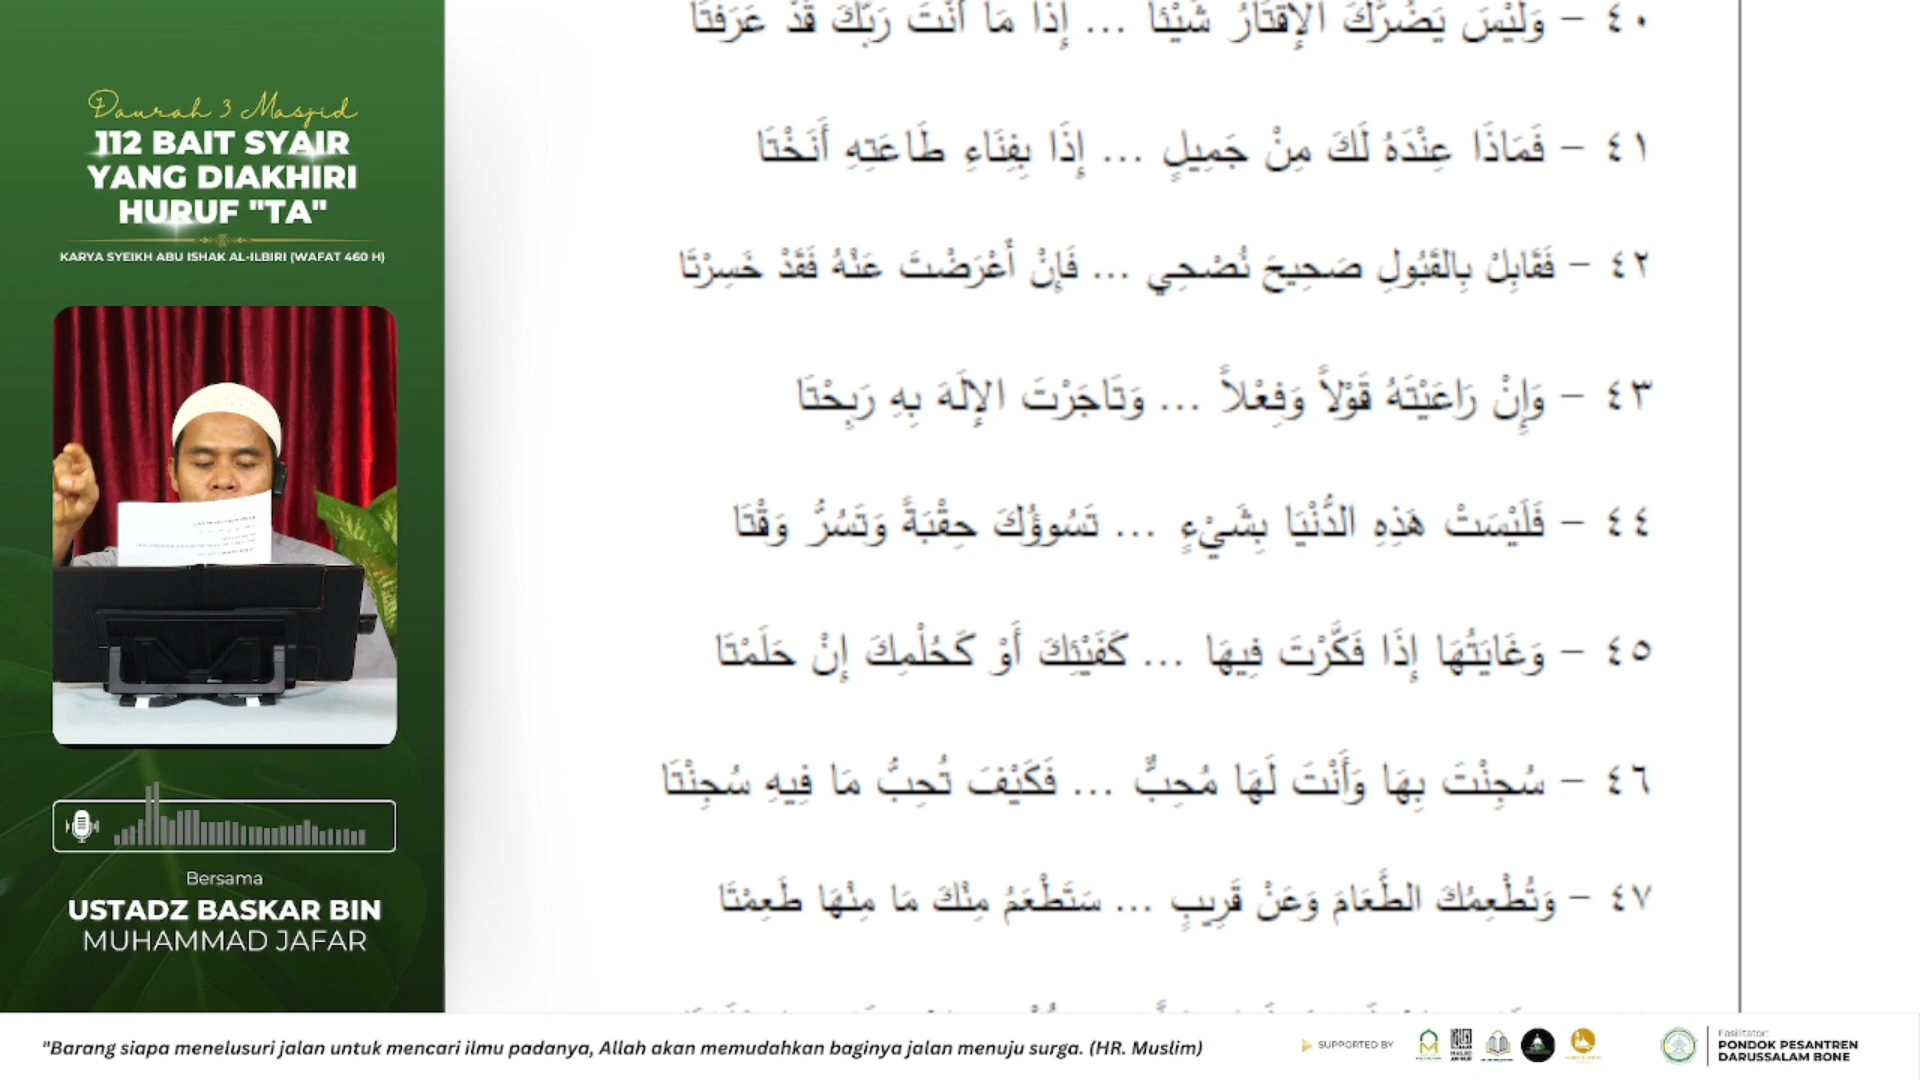 Daurah 3 Masjid
112 BAIT SYAIR
YANG DIAKHIRI
HURUF "TA"
KARYA SYEIKH ABU ISHAK AL-ILBIRI (WAFAT 460 H)
Bersama
USTADZ BASKAR BIN
MUHAMMAD JAFAR
٤٠ – وَلَيْسَ يَضُرُّكَ الإِقْتَارُ شَيْئاً ... إِذَا مَا أَنْتَ رَبَّكَ قَدْ عَرَفْتَا
٤١ – فَمَاذَا عِنْدَهُ لَكَ مِنْ جَمِيلٍ ... إِذَا بِفِنَاءِ طَاعَتِهِ أَنَخْتَا
٤٢ – فَقَابِلْ بِالقَبُولِ صَحِيحَ نُصْحِي ... فَإِنْ أَعْرَضْتَ عَنْهُ فَقَدْ خَسِرْتَا
٤٣ – وَإِنْ رَاعَيْتَهُ قَوْلاً وَفِعْلاً ... وَتَاجَرْتَ الإِلَهَ بِهِ رَبِحْتَا
٤٤ – فَلَيْسَتْ هَذِهِ الدُّنْيَا بِشَيْءٍ ... تَسُوؤُكَ حِقْبَةً وَتَسُرُّ وَقْتَا
٤٥ – وَغَايَتُهَا إِذَا فَكَّرْتَ فِيهَا ... كَفَيْئِكَ أَوْ كَحُلْمِكَ إِنْ حَلَمْتَا
٤٦ – سُجِنْتَ بِهَا وَأَنْتَ لَهَا مُحِبٌّ ... فَكَيْفَ تُحِبُّ مَا فِيهِ سُجِنْتَا
٤٧ – وَتُطْعِمُكَ الطَّعَامَ وَعَنْ قَرِيبٍ ... سَتَطْعَمُ مِنْكَ مَا مِنْهَا طَعِمْتَا
"Barang siapa menelusuri jalan untuk mencari ilmu padanya, Allah akan memudahkan baginya jalan menuju surga. (HR. Muslim)
SUPPORTED BY
Fasilitator:
PONDOK PESANTREN
DARUSSALAM BONE